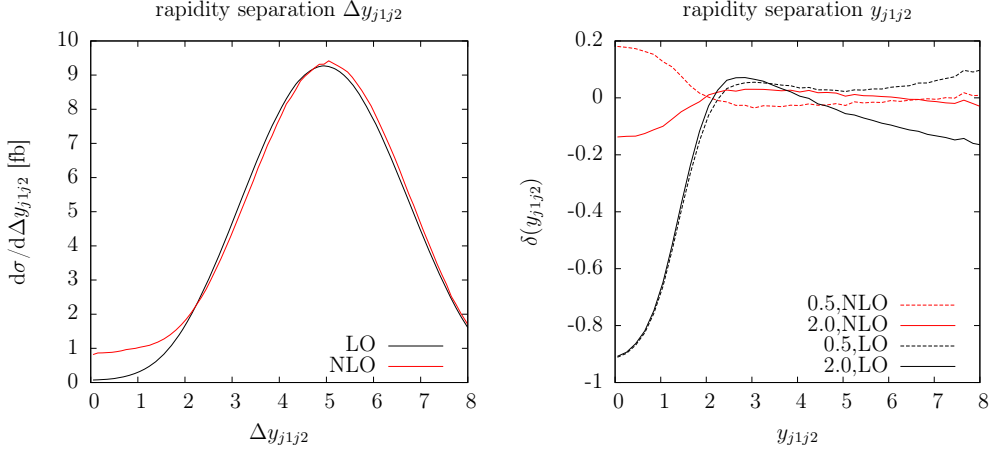 rapidity separation Δy_{j1j2}
10
9
8
7
6
5
4
3
2
1
0
dσ/dΔy_{j1j2} [fb]
LO
NLO
0 1 2 3 4 5 6 7 8
Δy_{j1j2}
rapidity separation y_{j1j2}
0.2
0
-0.2
-0.4
-0.6
-0.8
-1
δ(y_{j1j2})
0.5,NLO
2.0,NLO
0.5,LO
2.0,LO
0 1 2 3 4 5 6 7 8
y_{j1j2}